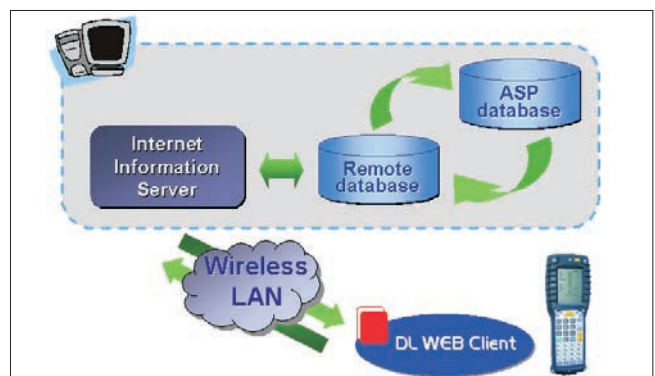 ASP
database
Internet
Information
Server
Remote
database
Wireless
LAN
DL WEB Client